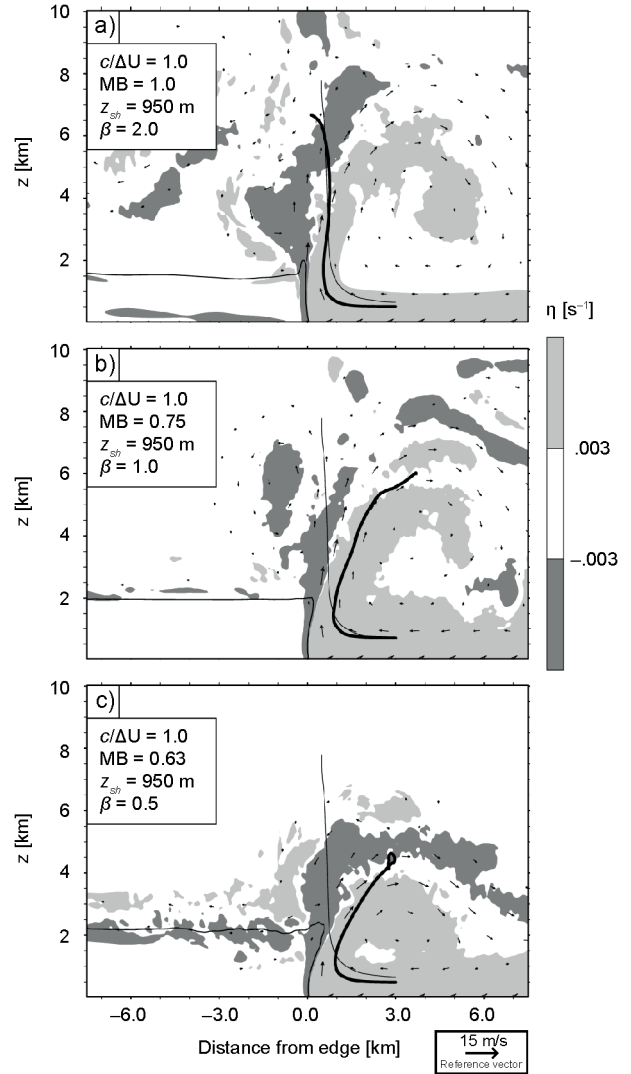 a)
c/ΔU = 1.0
MB = 1.0
z_sh = 950 m
β = 2.0
10
8
6
4
2
z [km]
b)
c/ΔU = 1.0
MB = 0.75
z_sh = 950 m
β = 1.0
10
8
6
4
2
z [km]
η [s⁻¹]
.003
−.003
c)
c/ΔU = 1.0
MB = 0.63
z_sh = 950 m
β = 0.5
10
8
6
4
2
z [km]
−6.0 −3.0 0.0 3.0 6.0
Distance from edge [km]
15 m/s
Reference vector